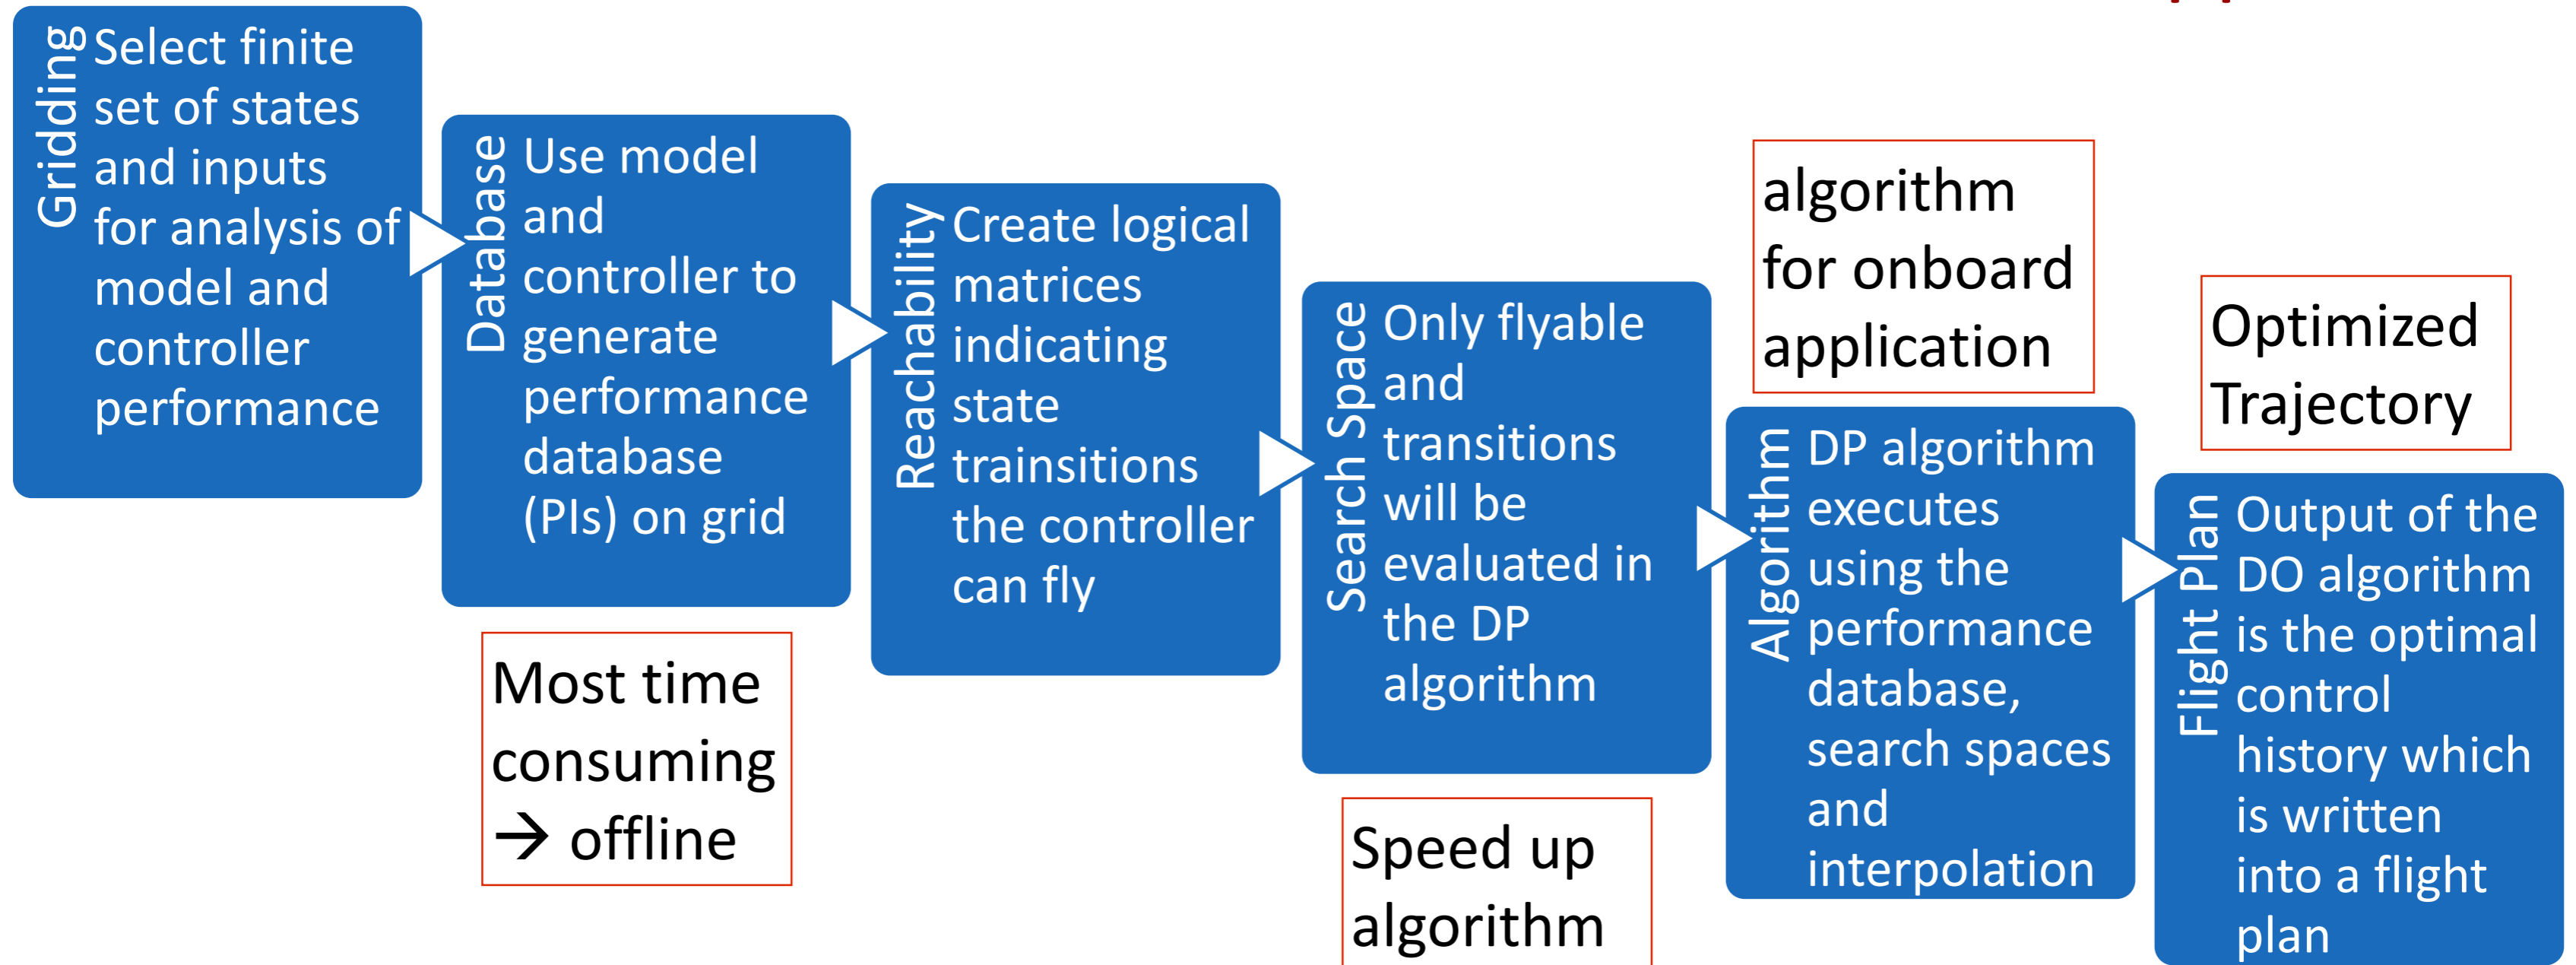 Gridding
Select finite
set of states
and inputs
for analysis of
model and
controller
performance
Database
Use model
and
controller to
generate
performance
database
(PIs) on grid
Most time
consuming
→ offline
Reachability
Create logical
matrices
indicating
state
trainsitions
the controller
can fly
Search Space
Only flyable
and
transitions
will be
evaluated in
the DP
algorithm
Speed up
algorithm
algorithm
for onboard
application
Algorithm
DP algorithm
executes
using the
performance
database,
search spaces
and
interpolation
Optimized
Trajectory
Flight Plan
Output of the
DO algorithm
is the optimal
control
history which
is written
into a flight
plan